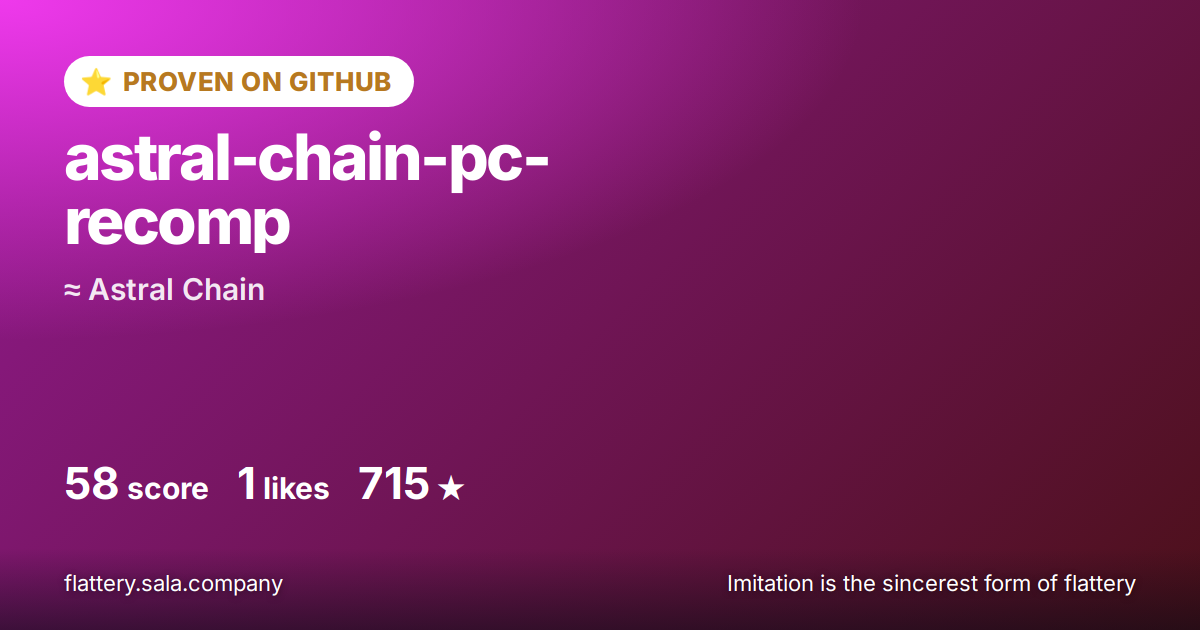 ⭐ PROVEN ON GITHUB
astral-chain-pc-
recomp
≈ Astral Chain
58 score 1 likes 715 ★
flattery.sala.company
Imitation is the sincerest form of flattery